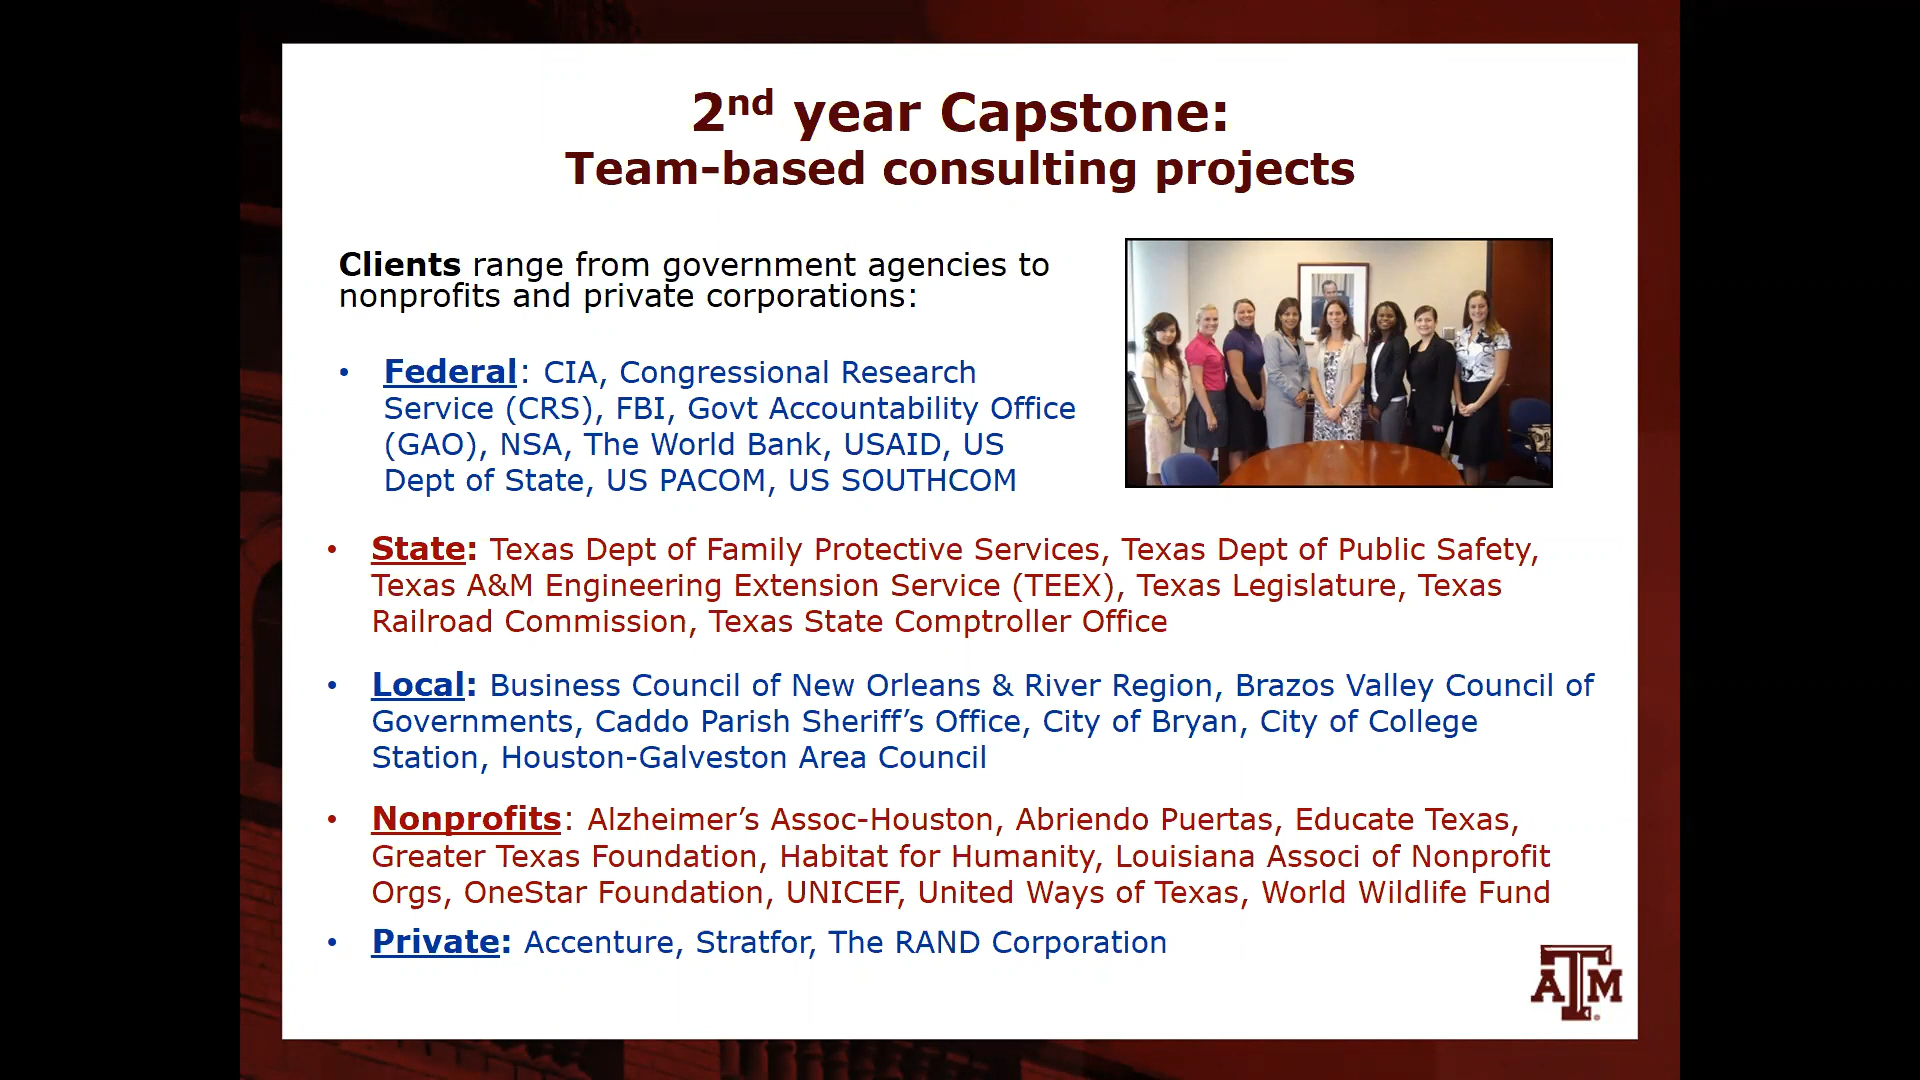 2nd year Capstone:
Team-based consulting projects
Clients range from government agencies to
nonprofits and private corporations:
• Federal: CIA, Congressional Research
Service (CRS), FBI, Govt Accountability Office
(GAO), NSA, The World Bank, USAID, US
Dept of State, US PACOM, US SOUTHCOM
• State: Texas Dept of Family Protective Services, Texas Dept of Public Safety,
Texas A&M Engineering Extension Service (TEEX), Texas Legislature, Texas
Railroad Commission, Texas State Comptroller Office
• Local: Business Council of New Orleans & River Region, Brazos Valley Council of
Governments, Caddo Parish Sheriff’s Office, City of Bryan, City of College
Station, Houston-Galveston Area Council
• Nonprofits: Alzheimer’s Assoc-Houston, Abriendo Puertas, Educate Texas,
Greater Texas Foundation, Habitat for Humanity, Louisiana Associ of Nonprofit
Orgs, OneStar Foundation, UNICEF, United Ways of Texas, World Wildlife Fund
• Private: Accenture, Stratfor, The RAND Corporation
ATM